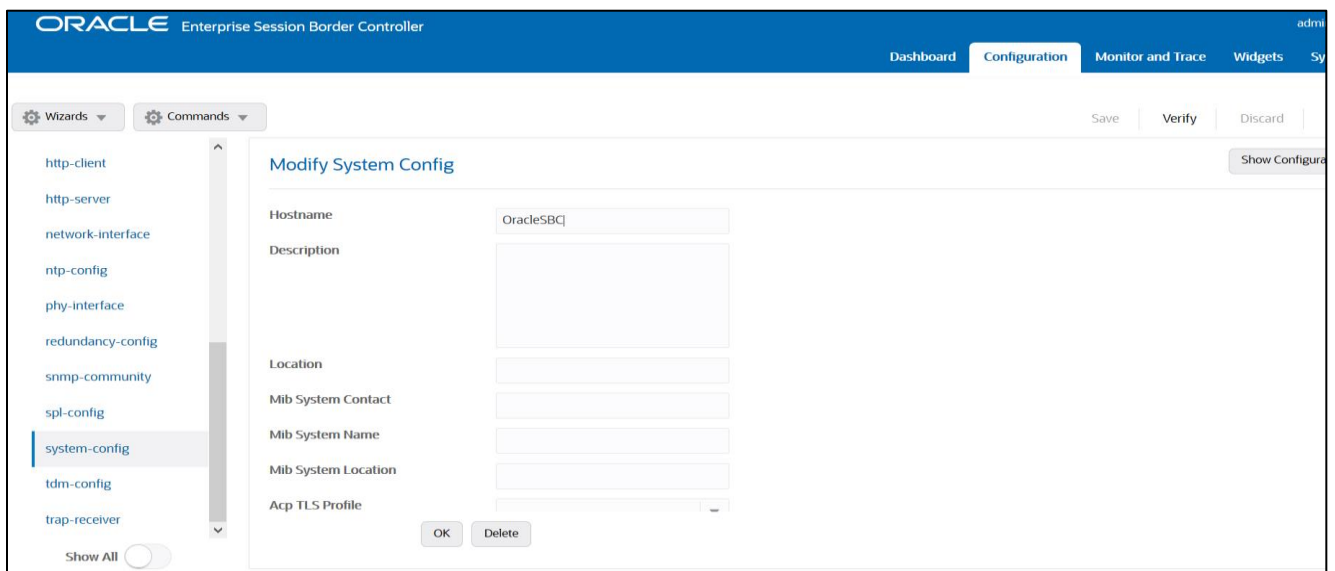 ORACLE Enterprise Session Border Controller
admi
Dashboard Configuration Monitor and Trace Widgets Sy
Wizards Commands Save Verify Discard
http-client
http-server
network-interface
ntp-config
phy-interface
redundancy-config
snmp-community
spl-config
system-config
tdm-config
trap-receiver
Show All
Modify System Config
Show Configura
Hostname OracleSBC
Description
Location
Mib System Contact
Mib System Name
Mib System Location
Acp TLS Profile
OK Delete